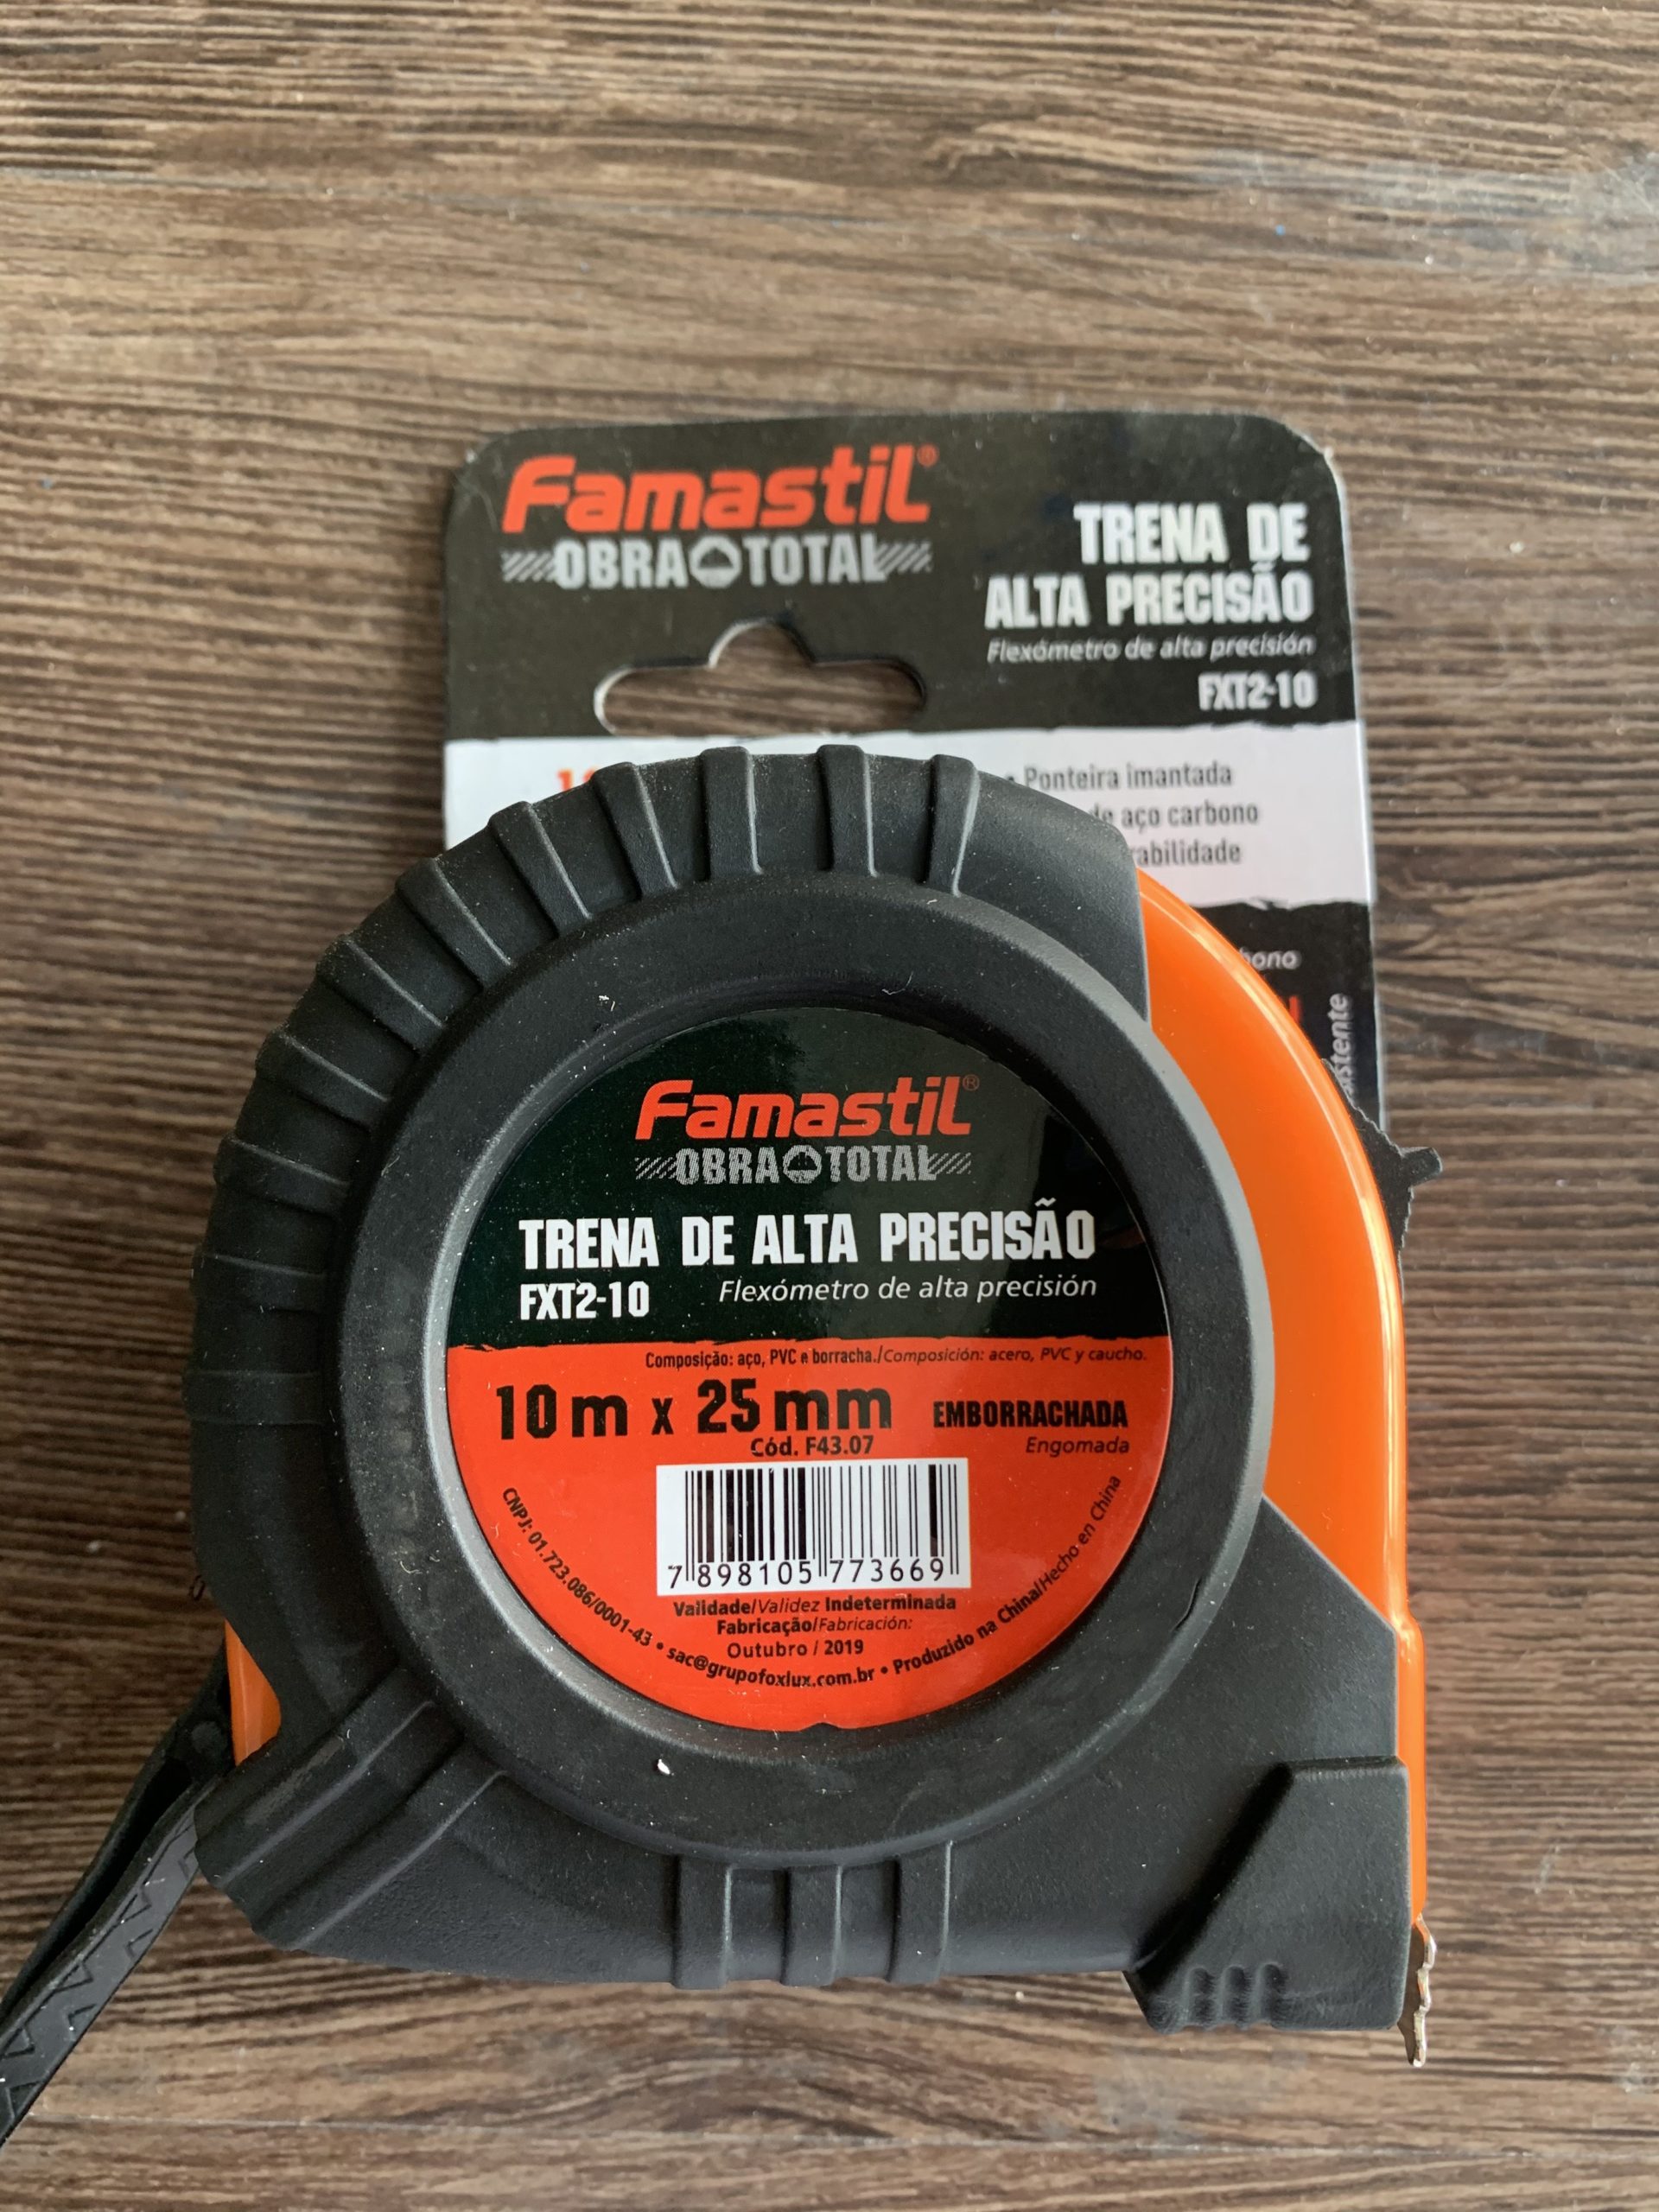 Famastil®
OBRA TOTAL
TRENA DE
ALTA PRECISÃO
Flexómetro de alta precisión
FXT2-10
• Ponteira imantada
de aço carbono
Famastil®
OBRA TOTAL
TRENA DE ALTA PRECISÃO
FXT2-10 Flexómetro de alta precisión
Composição: aço, PVC e borracha./Composición: acero, PVC y caucho.
10 m x 25 mm EMBORRACHADA
Cód. F43.07 Engomada
7 898105 773669
Validade/Validez Indeterminada
Fabricação/Fabricación:
Outubro / 2019
CNPJ: 01.723.086/0001-43 • sac@grupofoxlux.com.br • Produzido na China/Hecho en China